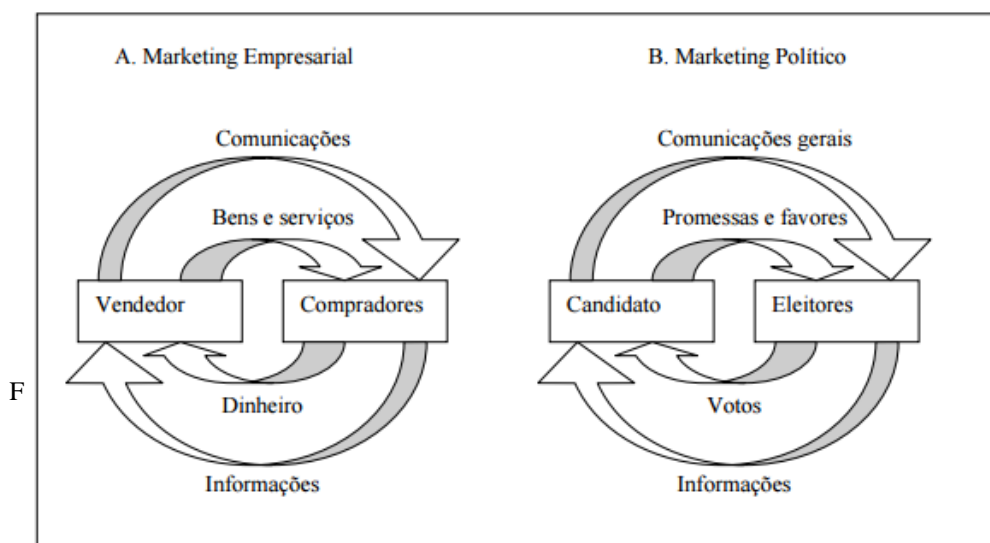 A. Marketing Empresarial
B. Marketing Político
Comunicações
Comunicações gerais
Bens e serviços
Promessas e favores
Vendedor
Compradores
Candidato
Eleitores
F
Dinheiro
Votos
Informações
Informações